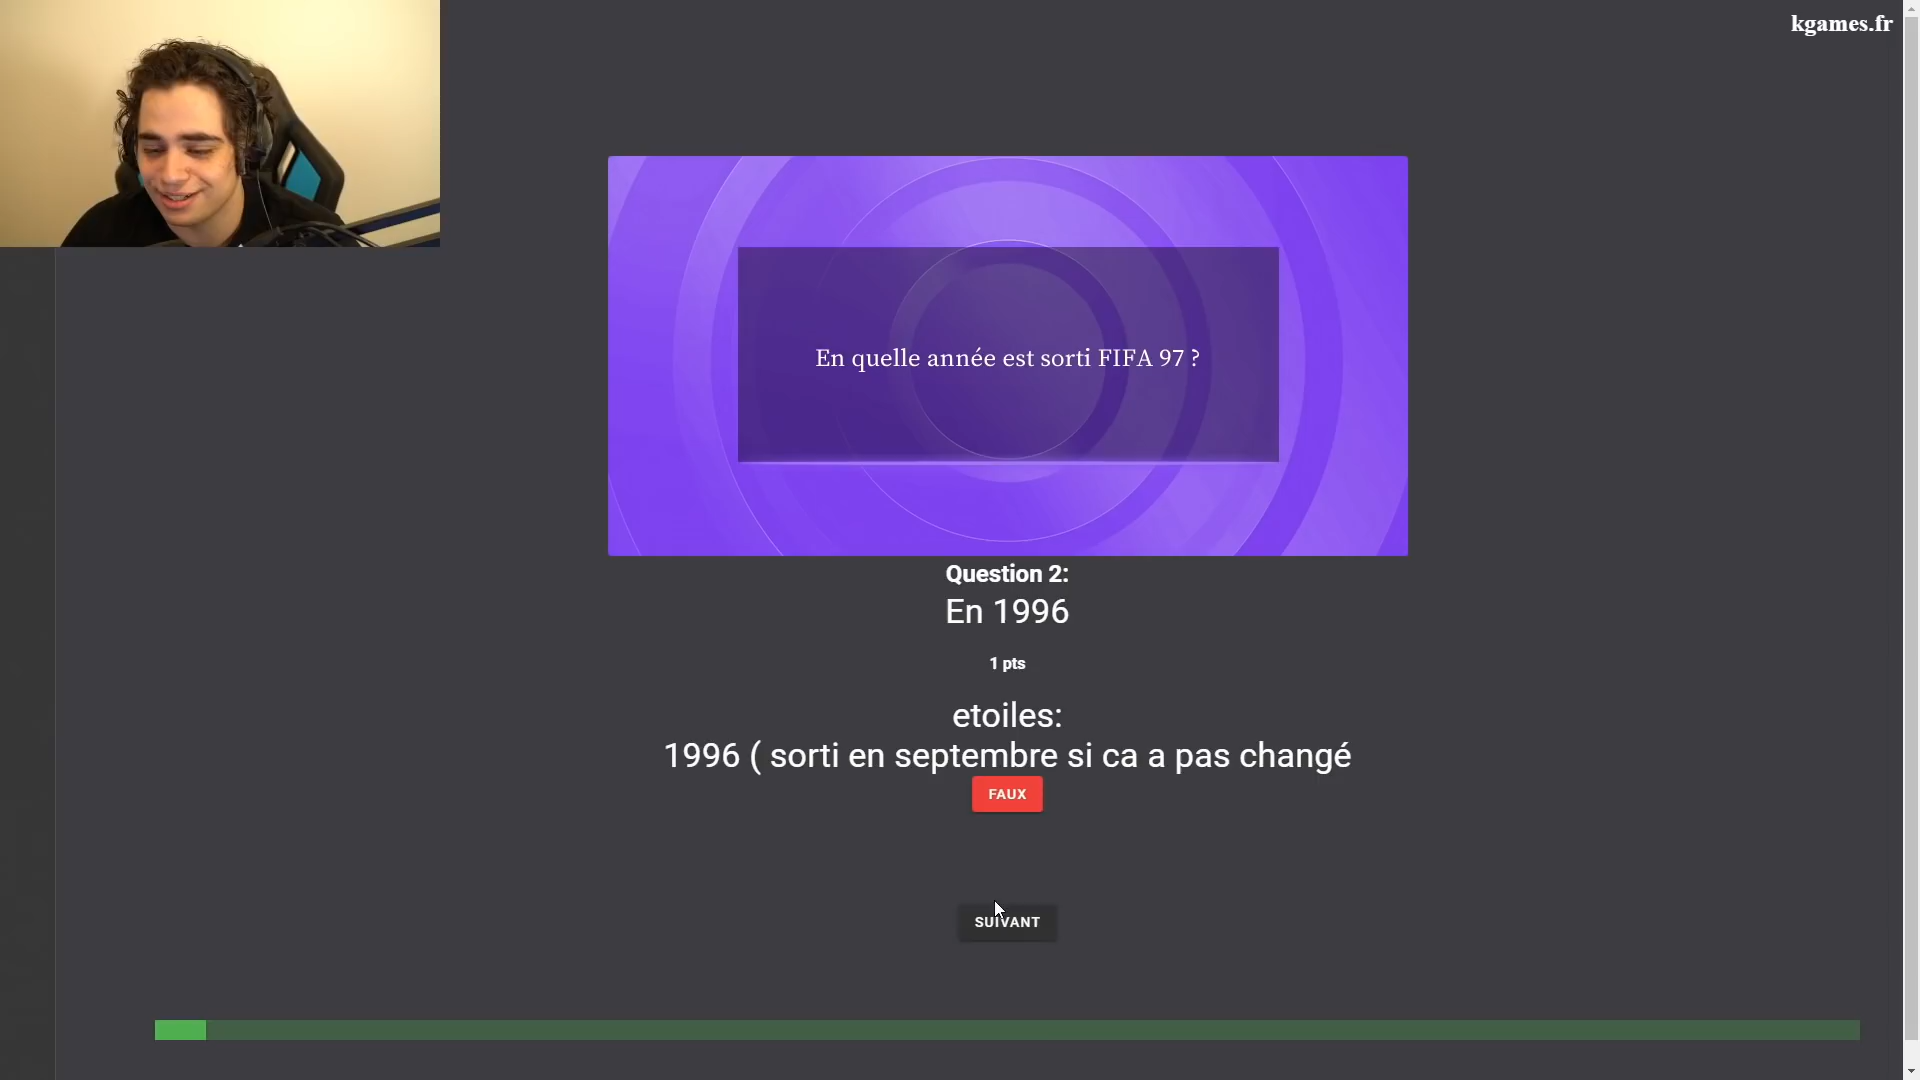 kgames.fr
En quelle année est sorti FIFA 97 ?
Question 2:
En 1996
1 pts
etoiles:
1996 ( sorti en septembre si ca a pas changé
FAUX
SUIVANT